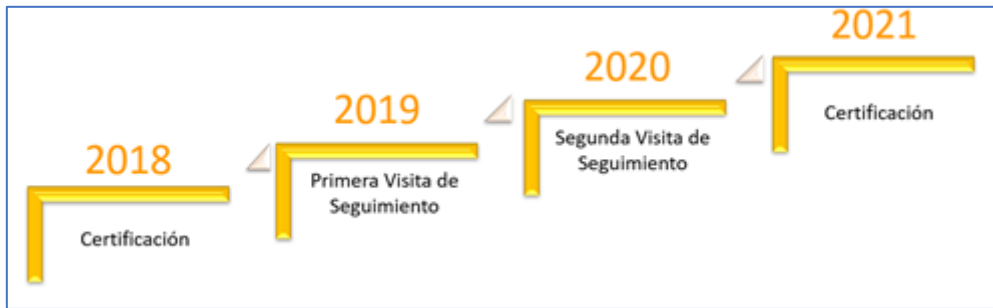 2018
Certificación
2019
Primera Visita de
Seguimiento
2020
Segunda Visita de
Seguimiento
2021
Certificación